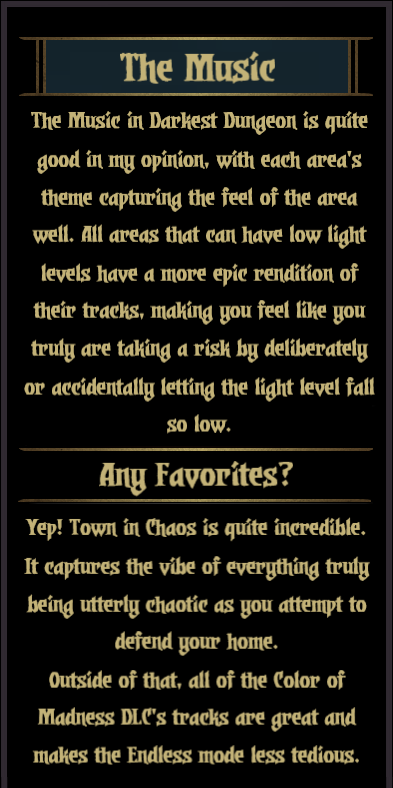 The Music
The Music in Darkest Dungeon is quite
good in my opinion, with each area's
theme capturing the feel of the area
well. All areas that can have low light
levels have a more epic rendition of
their tracks, making you feel like you
truly are taking a risk by deliberately
or accidentally letting the light level fall
so low.
Any Favorites?
Yep! Town in Chaos is quite incredible.
It captures the vibe of everything truly
being utterly chaotic as you attempt to
defend your home.
Outside of that, all of the Color of
Madness DLC's tracks are great and
makes the Endless mode less tedious.